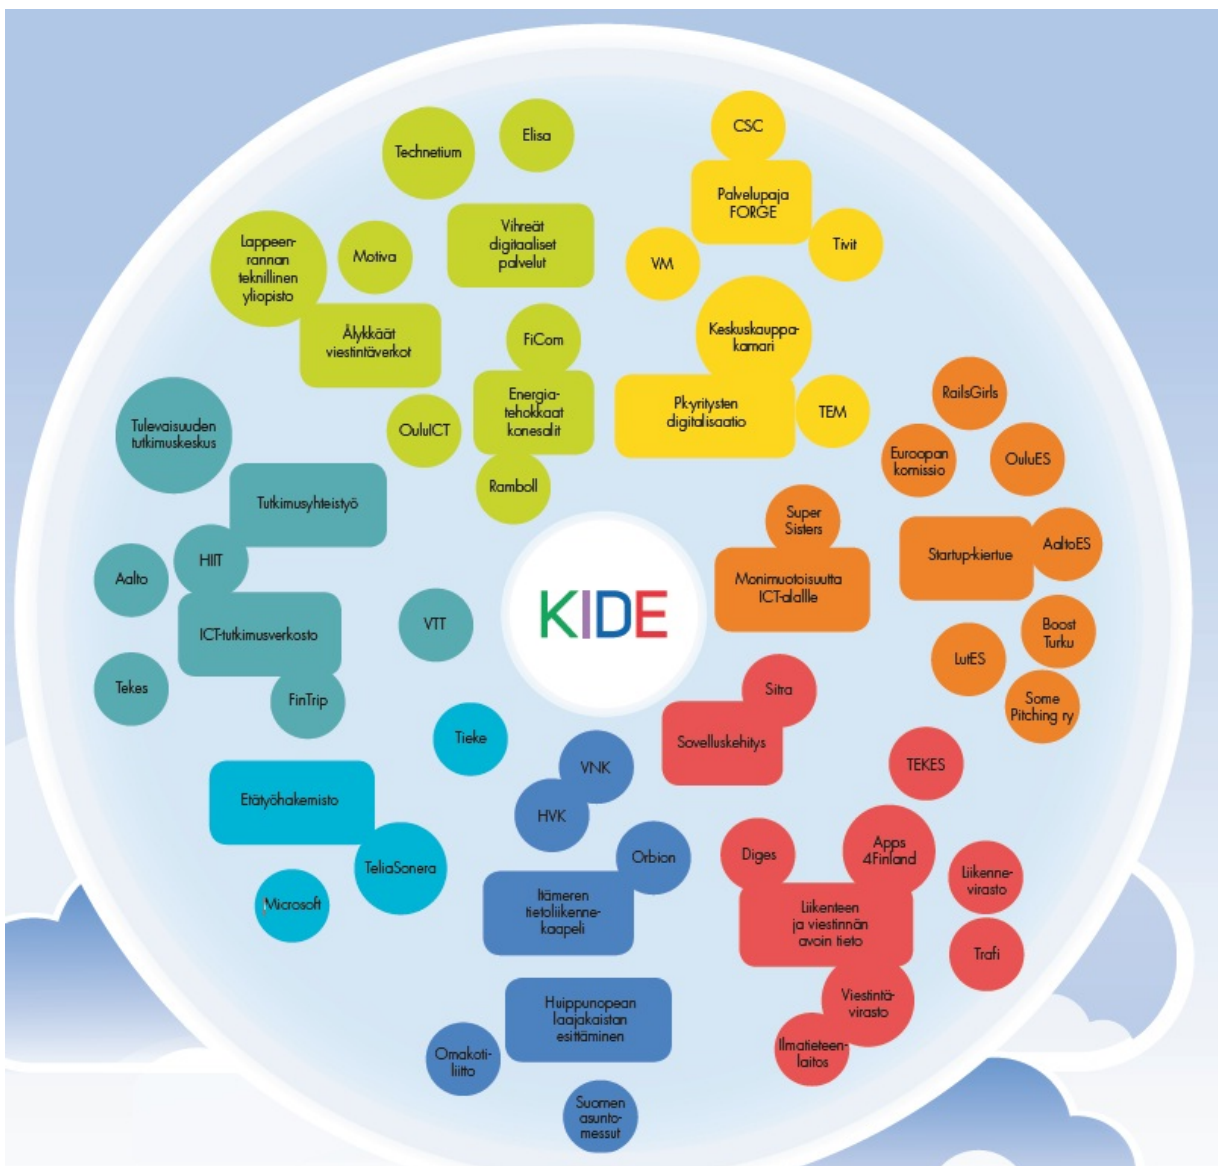 Technetium
Elisa
Vihreät
digitaaliset
palvelut
Lappeen-
rannan
teknillinen
yliopisto
Motiva
Älykkäät
viestintäverkot
FiCom
Energia-
tehokkaat
konesalit
OuluICT
Ramboll
CSC
Palvelupaja
FORGE
Tivit
VM
Keskuskauppa-
kamari
Pk-yritysten
digitalisaatio
TEM
RailsGirls
Euroopan
komissio
OuluES
Startup-kiertue
AaltoES
Boost
Turku
LutES
Some
Pitching ry
Super
Sisters
Monimuotoisuutta
ICT-alallle
Tulevaisuuden
tutkimuskeskus
Tutkimusyhteistyö
HIIT
Aalto
ICT-tutkimusverkosto
VTT
Tekes
FinTrip
KIDE
Tieke
Etätyöhakemisto
TeliaSonera
Microsoft
VNK
HVK
Orbion
Itämeren
tietoliikenne-
kaapeli
Huippunopean
laajakaistan
esittäminen
Omakoti-
liitto
Suomen
asunto-
messut
Sitra
Sovelluskehitys
TEKES
Diges
Apps
4Finland
Liikenne-
virasto
Liikenteen
ja viestinnän
avoin tieto
Trafi
Viestintä-
virasto
Ilmatieteen-
laitos